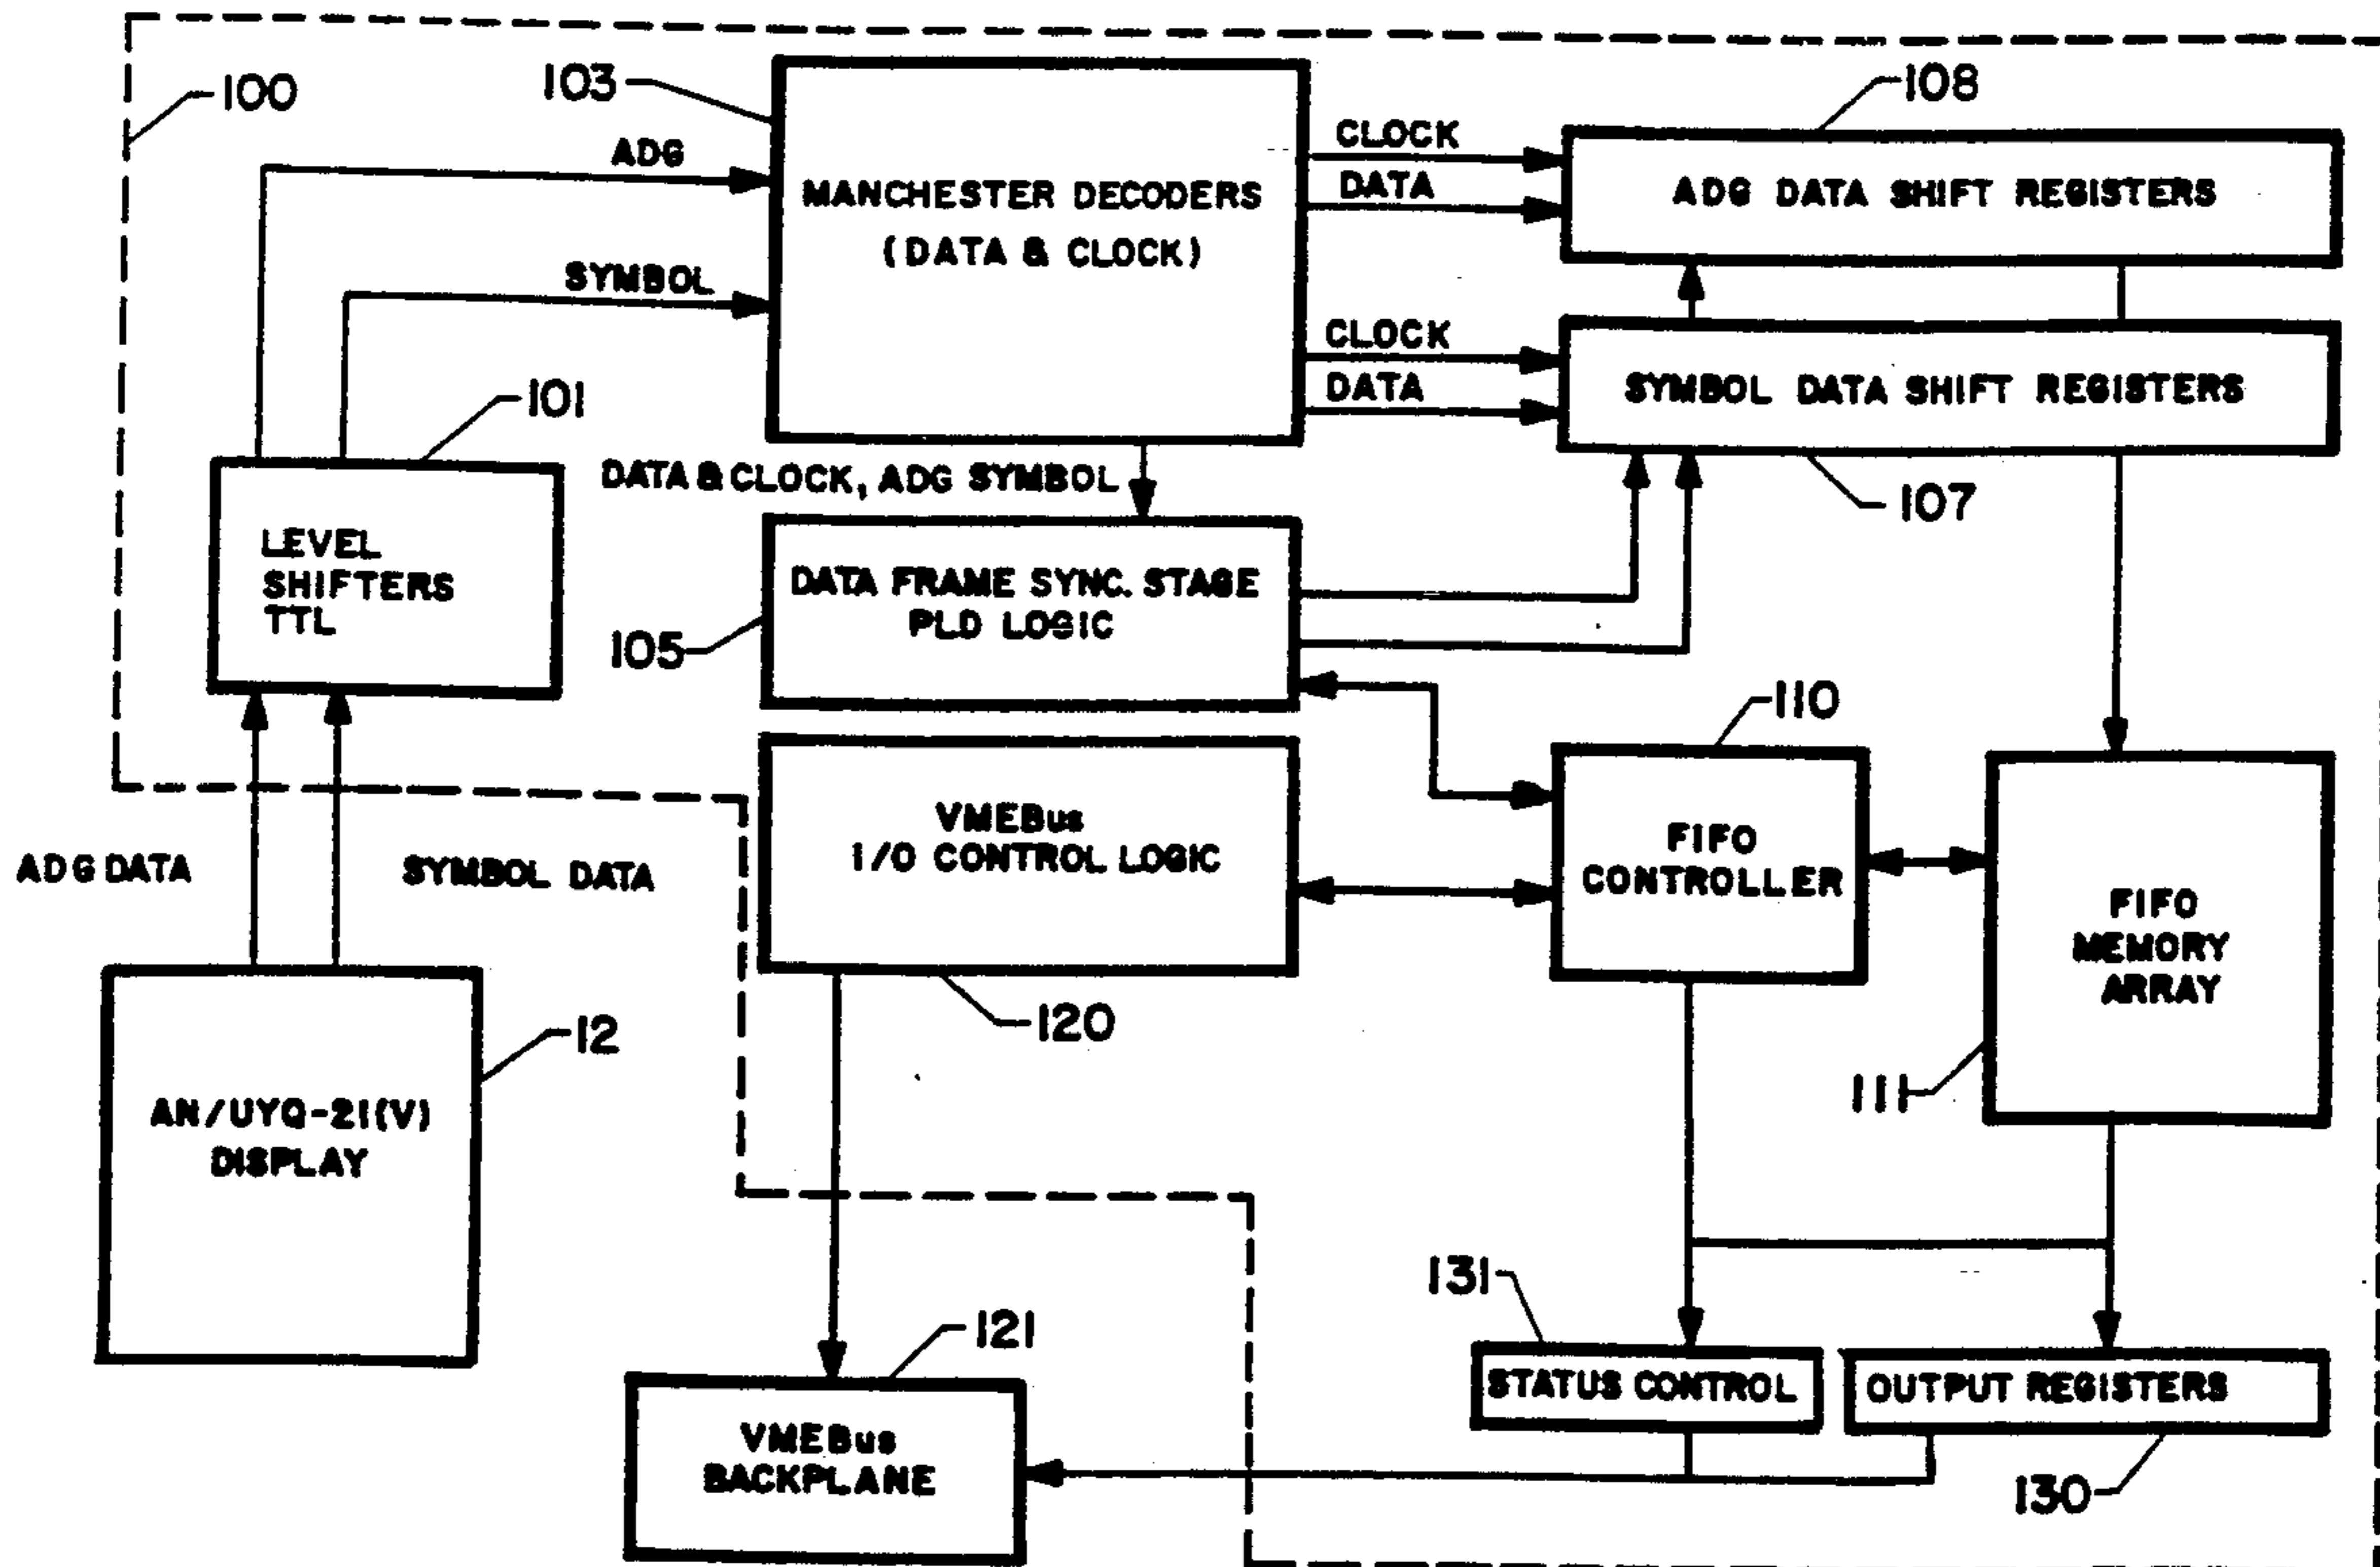 100
103
108
ADG
CLOCK
DATA
MANCHESTER DECODERS
(DATA & CLOCK)
ADG DATA SHIFT REGISTERS
SYMBOL
CLOCK
DATA
SYMBOL DATA SHIFT REGISTERS
101
DATA & CLOCK, ADG SYMBOL
107
LEVEL
SHIFTERS
TTL
DATA FRAME SYNC. STAGE
PLD LOGIC
105
110
VMEBus
I/O CONTROL LOGIC
FIFO
CONTROLLER
FIFO
MEMORY
ARRAY
ADG DATA
SYMBOL DATA
120
12
111
AN/UYQ-21(V)
DISPLAY
131
121
STATUS CONTROL
OUTPUT REGISTERS
VMEBus
BACKPLANE
130